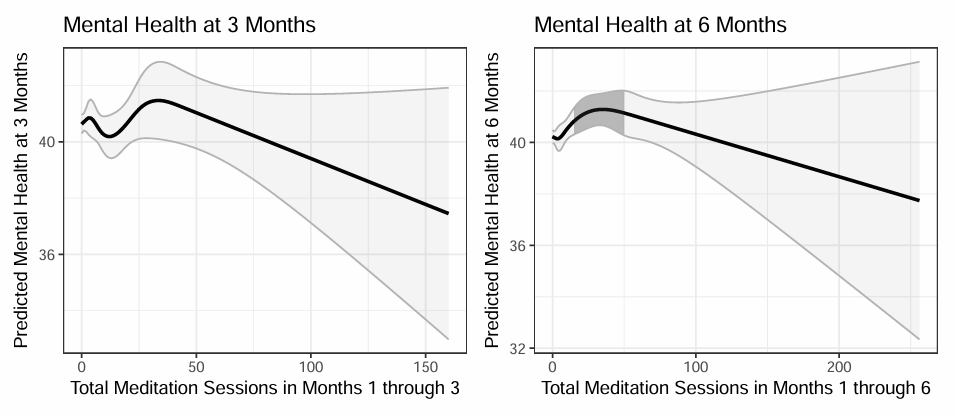 Mental Health at 3 Months
Predicted Mental Health at 3 Months
40
36
0
50
100
150
Total Meditation Sessions in Months 1 through 3
Mental Health at 6 Months
Predicted Mental Health at 6 Months
40
36
32
0
100
200
Total Meditation Sessions in Months 1 through 6